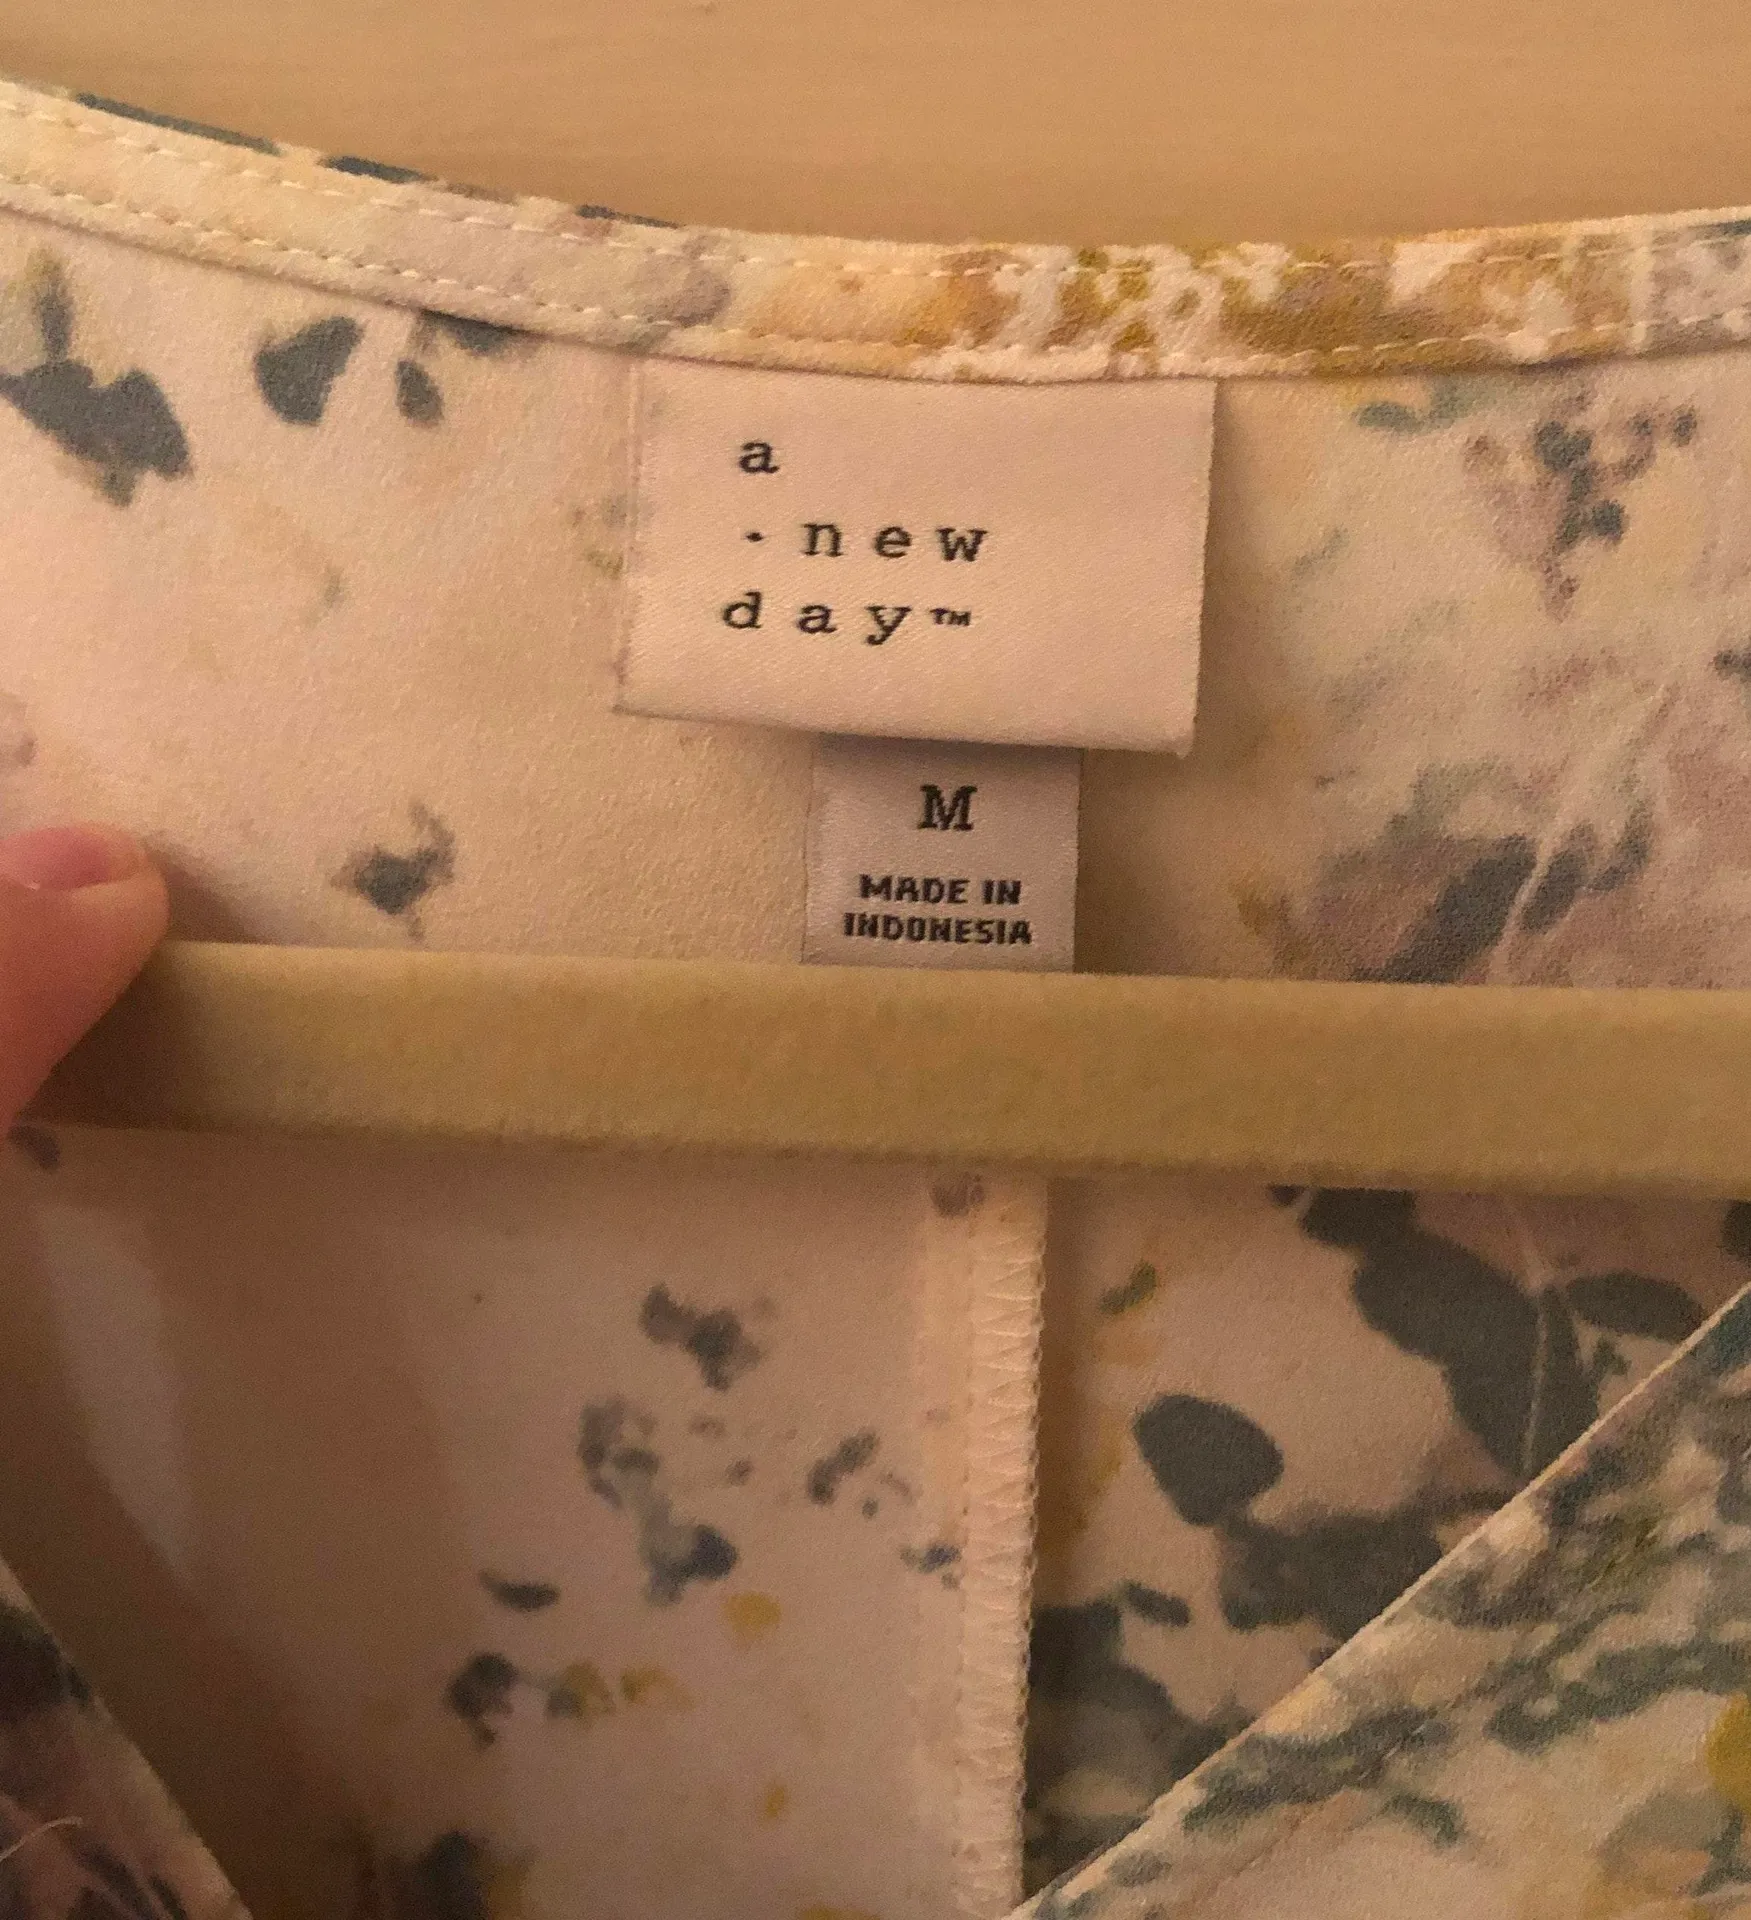 a
· new
day™
M
MADE IN
INDONESIA